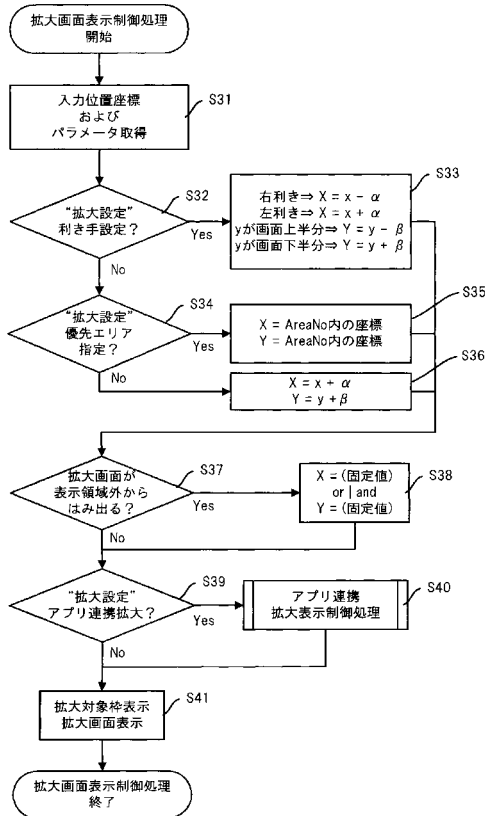 拡大画面表示制御処理
開始
入力位置座標
および
パラメータ取得
S31
“拡大設定”
利き手設定？
S32
Yes
No
右利き⇒ X = x − α
左利き⇒ X = x + α
yが画面上半分⇒ Y = y − β
yが画面下半分⇒ Y = y + β
S33
“拡大設定”
優先エリア
指定？
S34
Yes
No
X = AreaNo内の座標
Y = AreaNo内の座標
S35
X = x + α
Y = y + β
S36
拡大画面が
表示領域外から
はみ出る？
S37
Yes
No
X = (固定値)
or | and
Y = (固定値)
S38
“拡大設定”
アプリ連携拡大？
S39
Yes
No
アプリ連携
拡大表示制御処理
S40
拡大対象枠表示
拡大画面表示
S41
拡大画面表示制御処理
終了